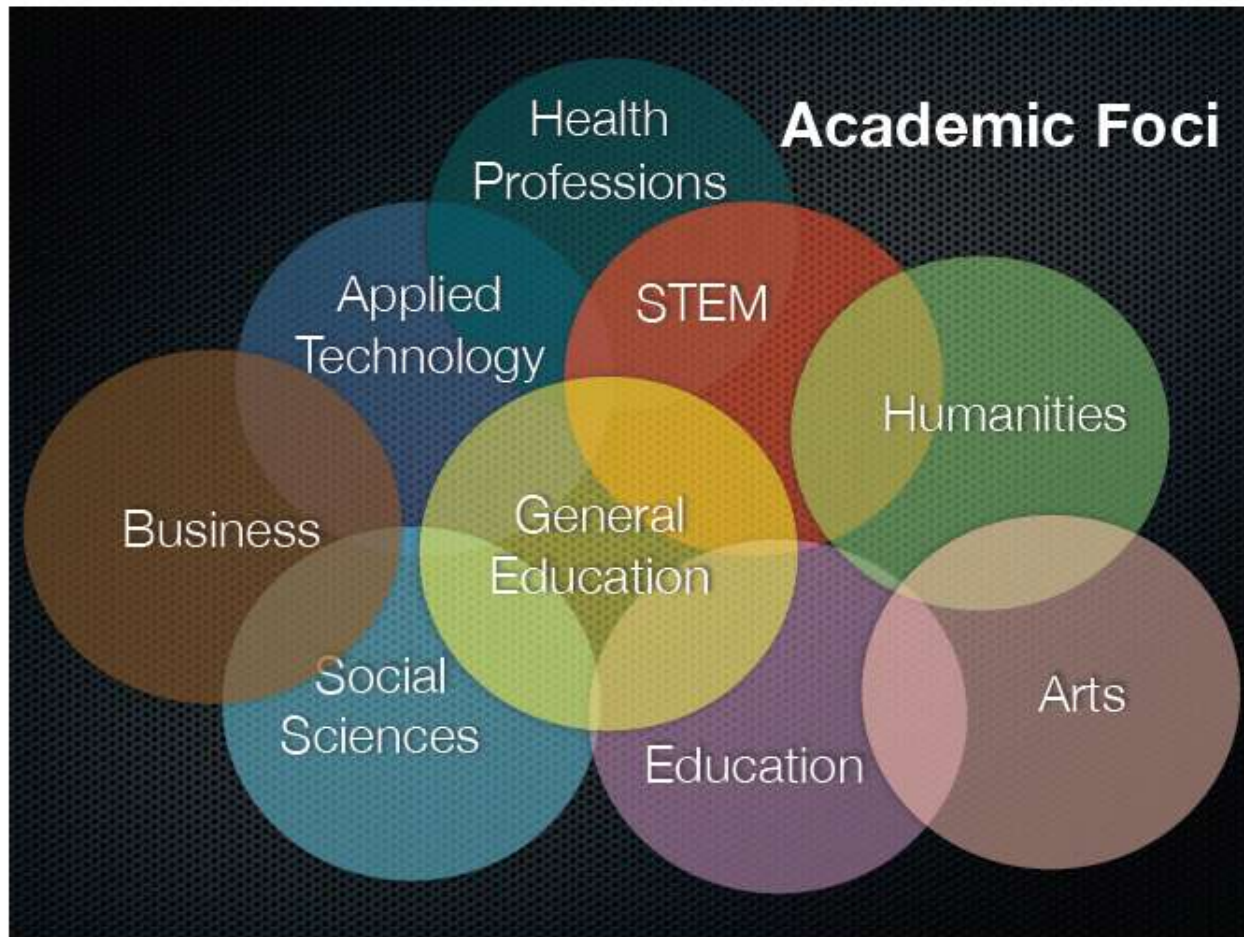 Academic Foci
Health
Professions
Applied
Technology
STEM
Humanities
Business
General
Education
Social
Sciences
Education
Arts